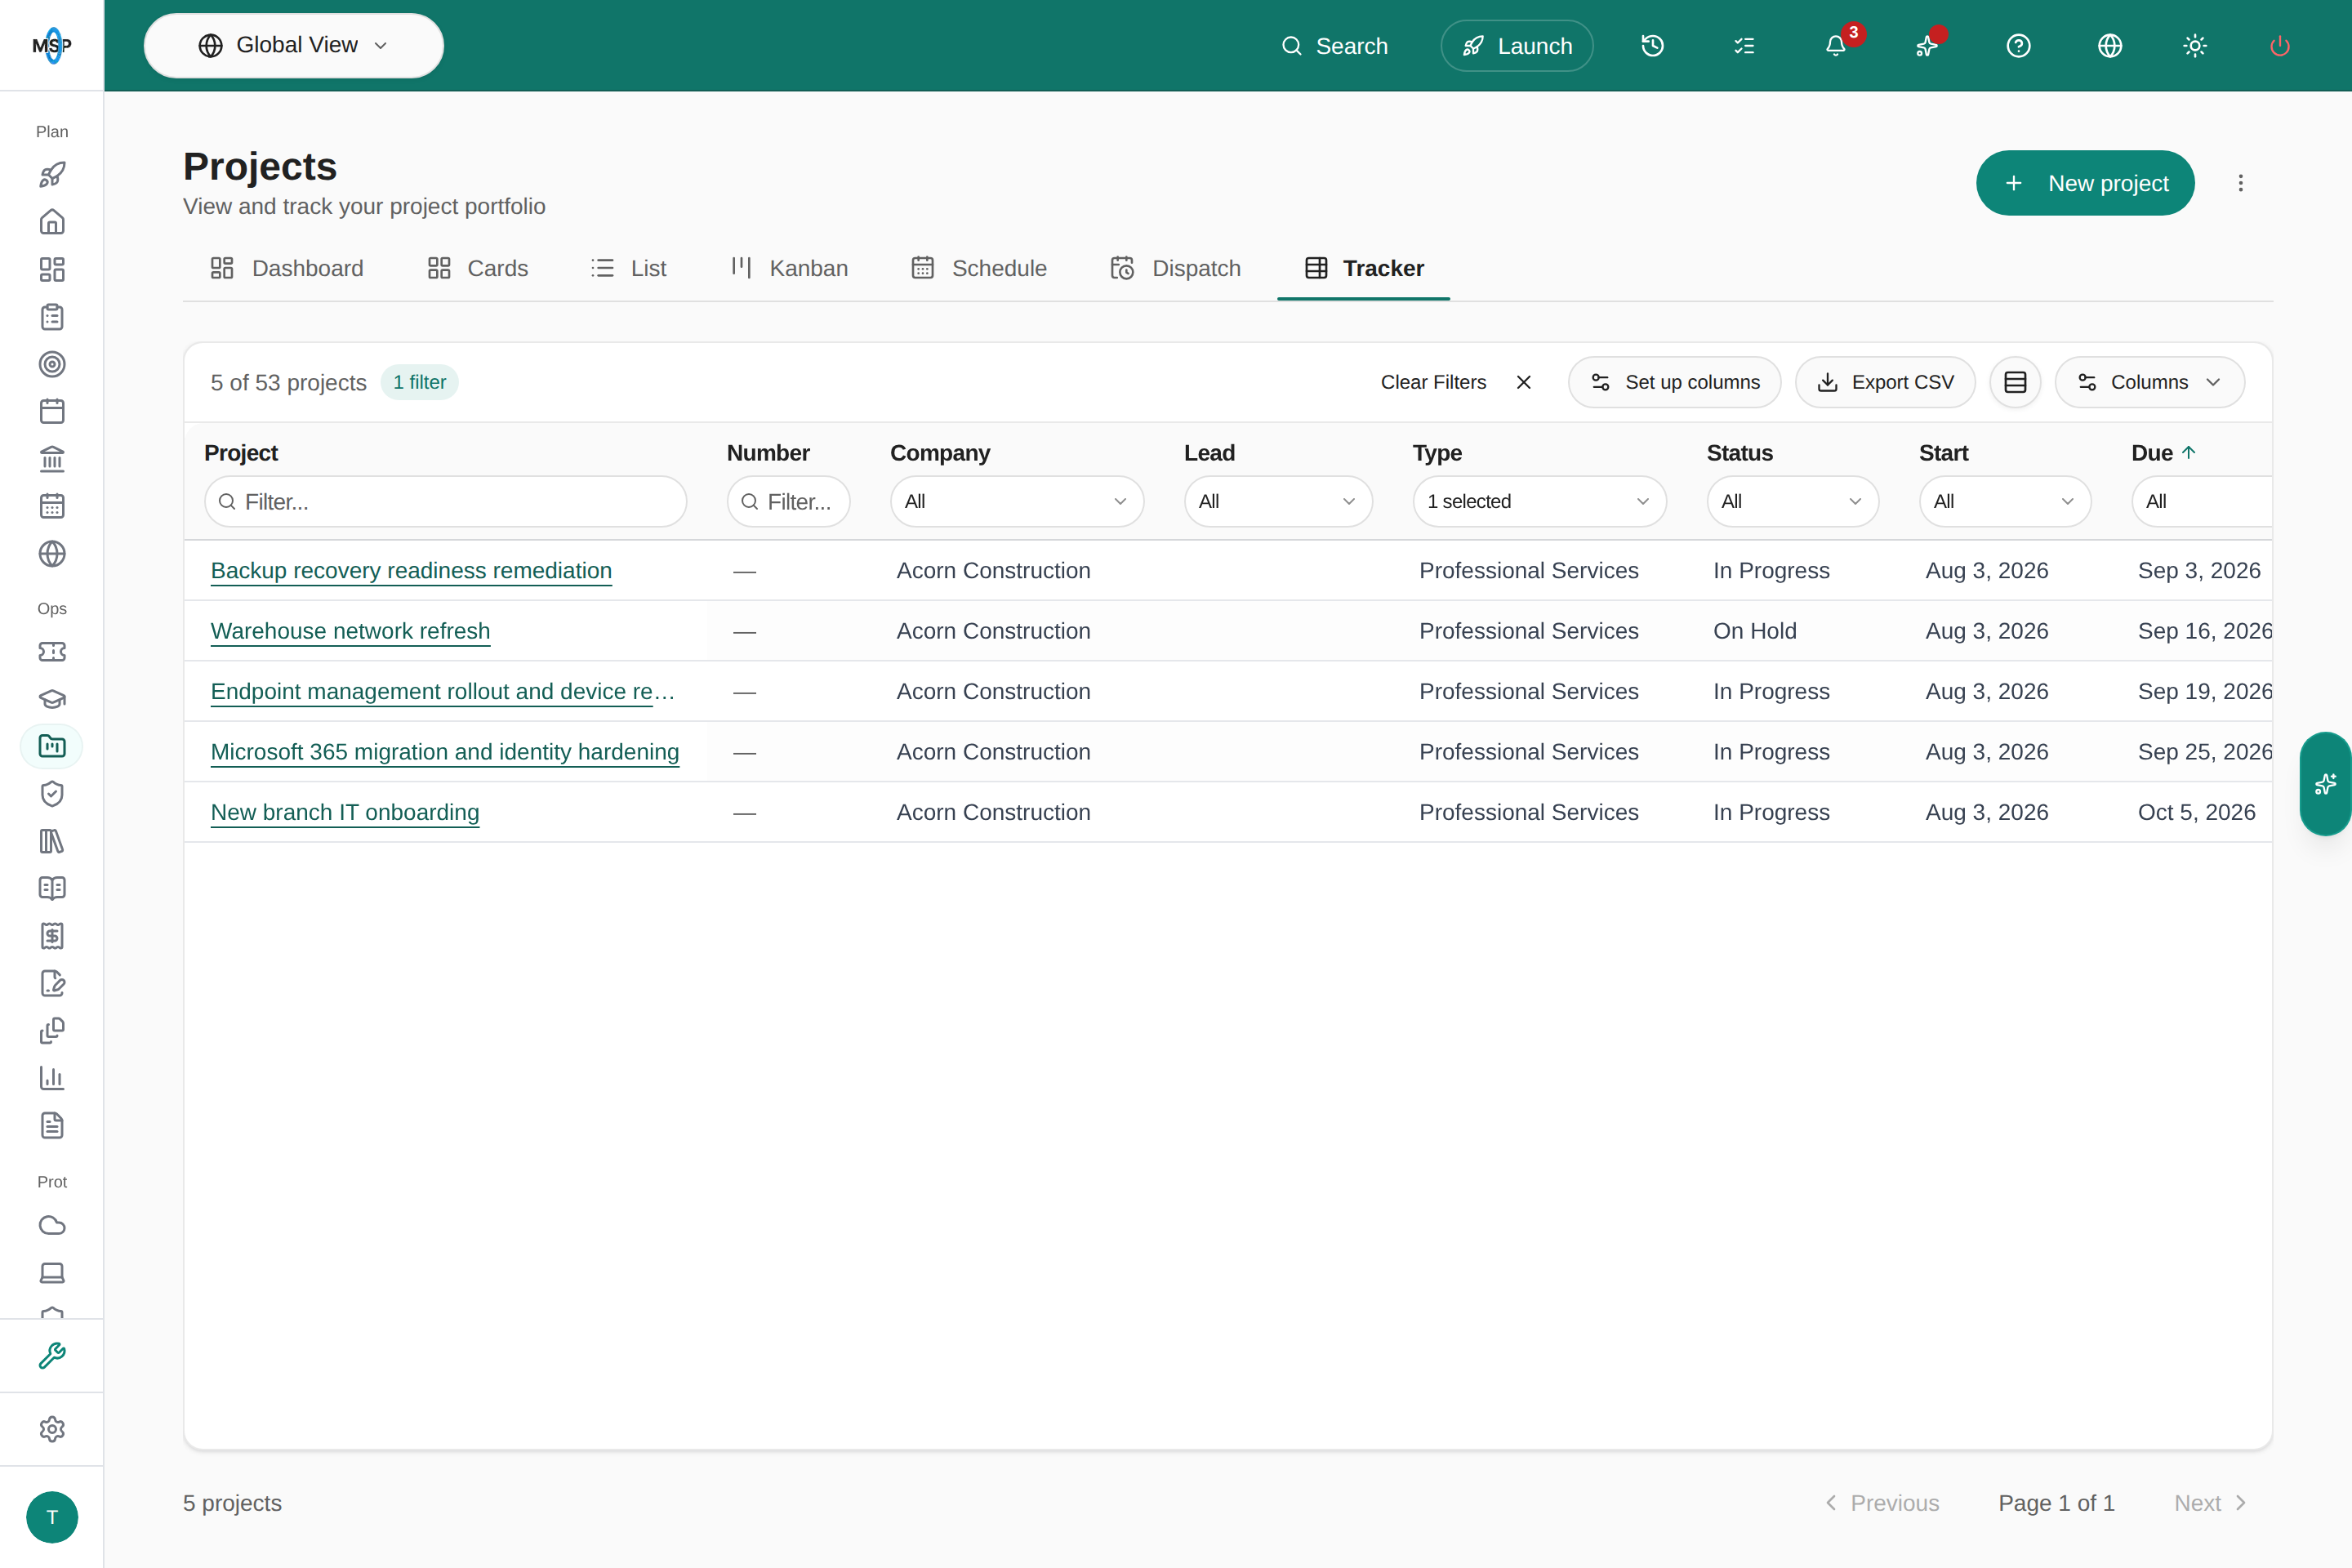 MSP
Global View
Search
Launch
3
Plan
Ops
Prot
T
Projects
View and track your project portfolio
New project
Dashboard
Cards
List
Kanban
Schedule
Dispatch
Tracker
5 of 53 projects
1 filter
Clear Filters
Set up columns
Export CSV
Columns
Project Number Company Lead Type Status Start Due
Filter... Filter... All All 1 selected All All All
Backup recovery readiness remediation — Acorn Construction Professional Services In Progress Aug 3, 2026 Sep 3, 2026
Warehouse network refresh — Acorn Construction Professional Services On Hold Aug 3, 2026 Sep 16, 2026
Endpoint management rollout and device re… — Acorn Construction Professional Services In Progress Aug 3, 2026 Sep 19, 2026
Microsoft 365 migration and identity hardening — Acorn Construction Professional Services In Progress Aug 3, 2026 Sep 25, 2026
New branch IT onboarding — Acorn Construction Professional Services In Progress Aug 3, 2026 Oct 5, 2026
5 projects
Previous
Page 1 of 1
Next